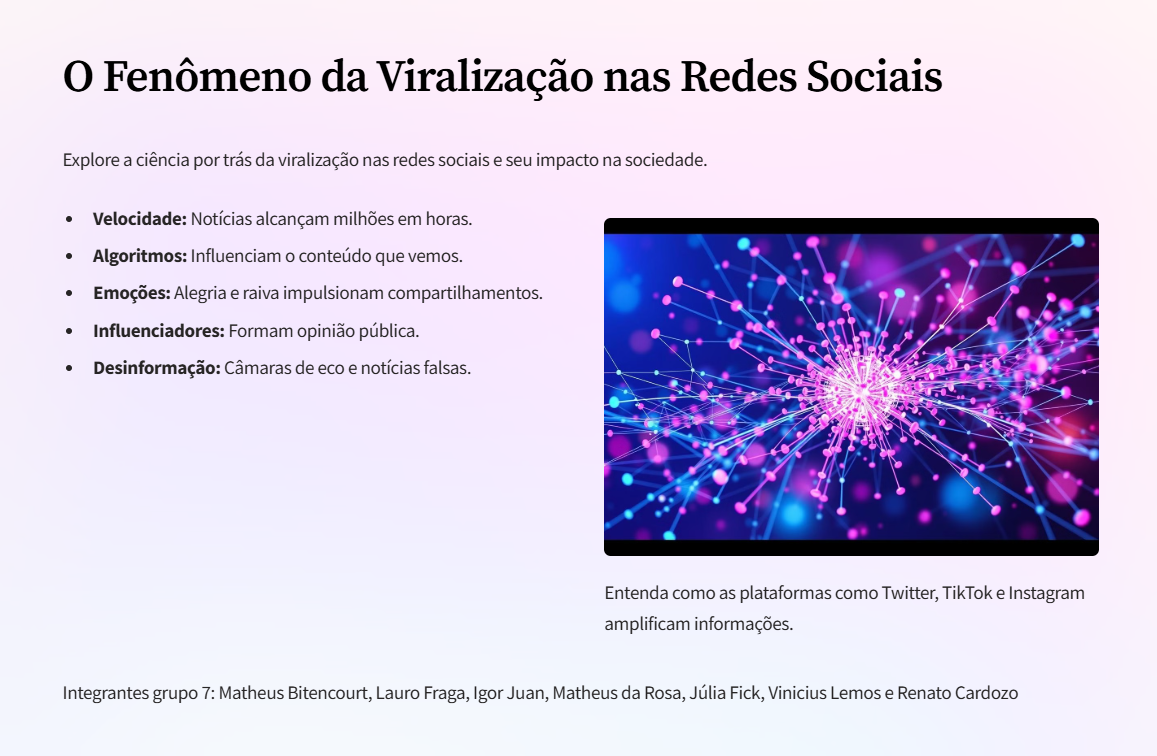 O Fenômeno da Viralização nas Redes Sociais
Explore a ciência por trás da viralização nas redes sociais e seu impacto na sociedade.
• Velocidade: Notícias alcançam milhões em horas.
• Algoritmos: Influenciam o conteúdo que vemos.
• Emoções: Alegria e raiva impulsionam compartilhamentos.
• Influenciadores: Formam opinião pública.
• Desinformação: Câmaras de eco e notícias falsas.
Entenda como as plataformas como Twitter, TikTok e Instagram
amplificam informações.
Integrantes grupo 7: Matheus Bitencourt, Lauro Fraga, Igor Juan, Matheus da Rosa, Júlia Fick, Vinicius Lemos e Renato Cardozo